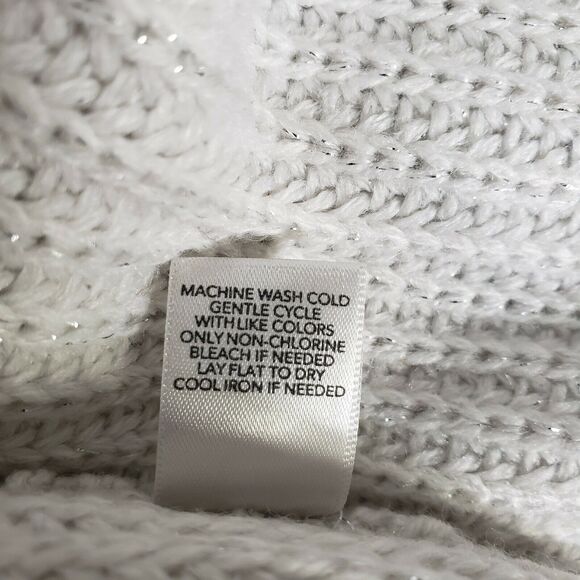 MACHINE WASH COLD
GENTLE CYCLE
WITH LIKE COLORS
ONLY NON-CHLORINE
BLEACH IF NEEDED
LAY FLAT TO DRY
COOL IRON IF NEEDED